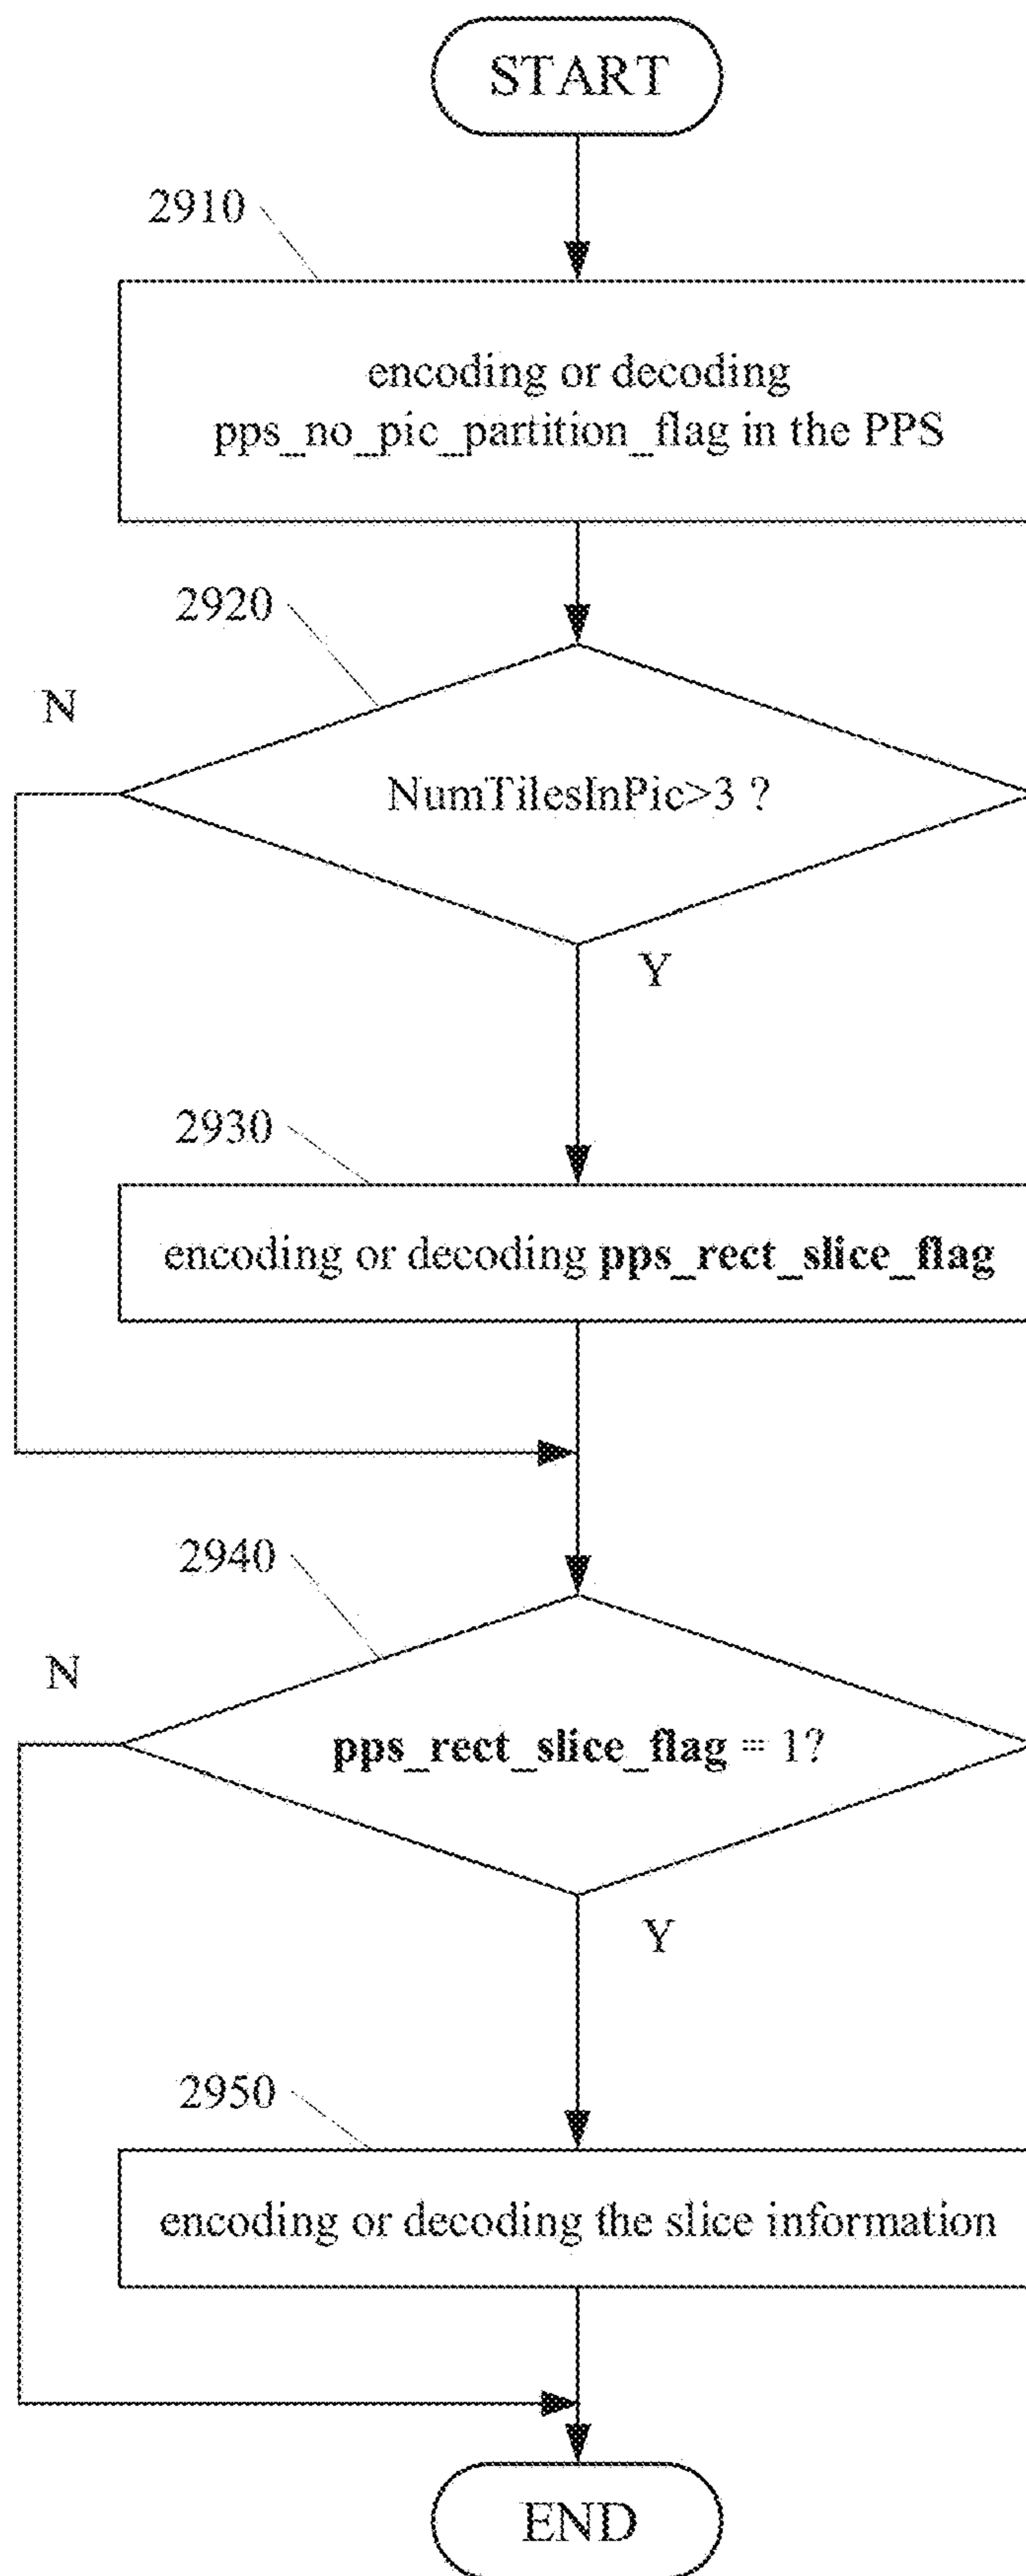 START
2910
encoding or decoding
pps_no_pic_partition_flag in the PPS
2920
N
NumTilesInPic>3 ?
Y
2930
encoding or decoding pps_rect_slice_flag
2940
N
pps_rect_slice_flag = 1?
Y
2950
encoding or decoding the slice information
END